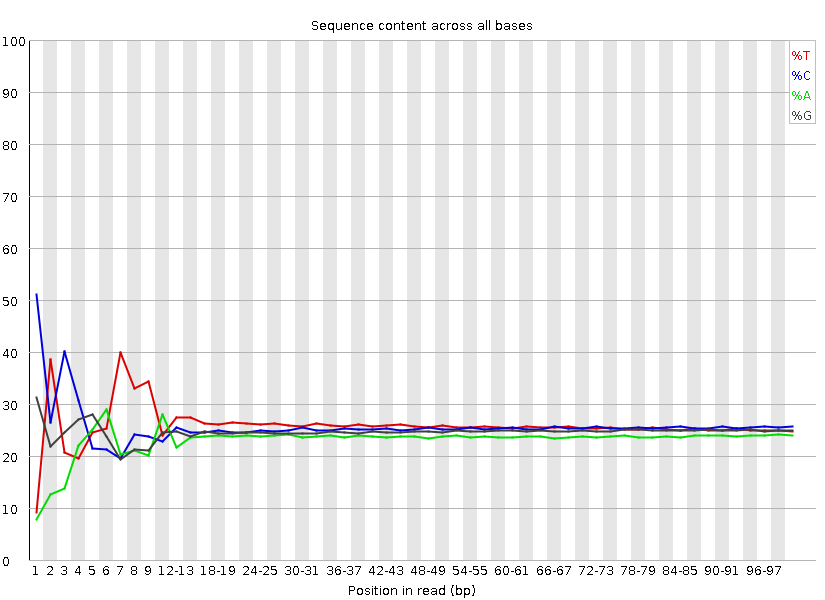 Sequence content across all bases
100
90
80
70
60
50
40
30
20
10
0
%T
%C
%A
%G
1 2 3 4 5 6 7 8 9 12-13 18-19 24-25 30-31 36-37 42-43 48-49 54-55 60-61 66-67 72-73 78-79 84-85 90-91 96-97
Position in read (bp)